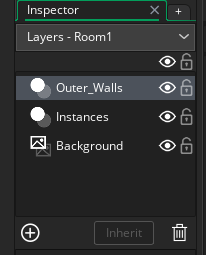 Inspector
Layers - Room1
Outer_Walls
Instances
Background
Inherit